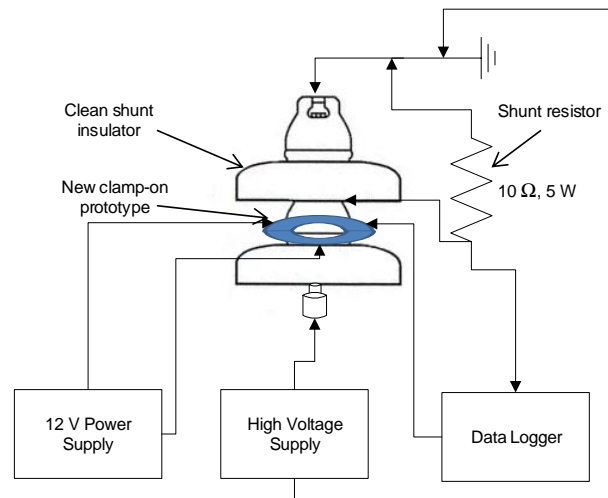 Clean shunt
insulator
Shunt resistor
New clamp-on
prototype
10 Ω, 5 W
12 V Power
Supply
High Voltage
Supply
Data Logger